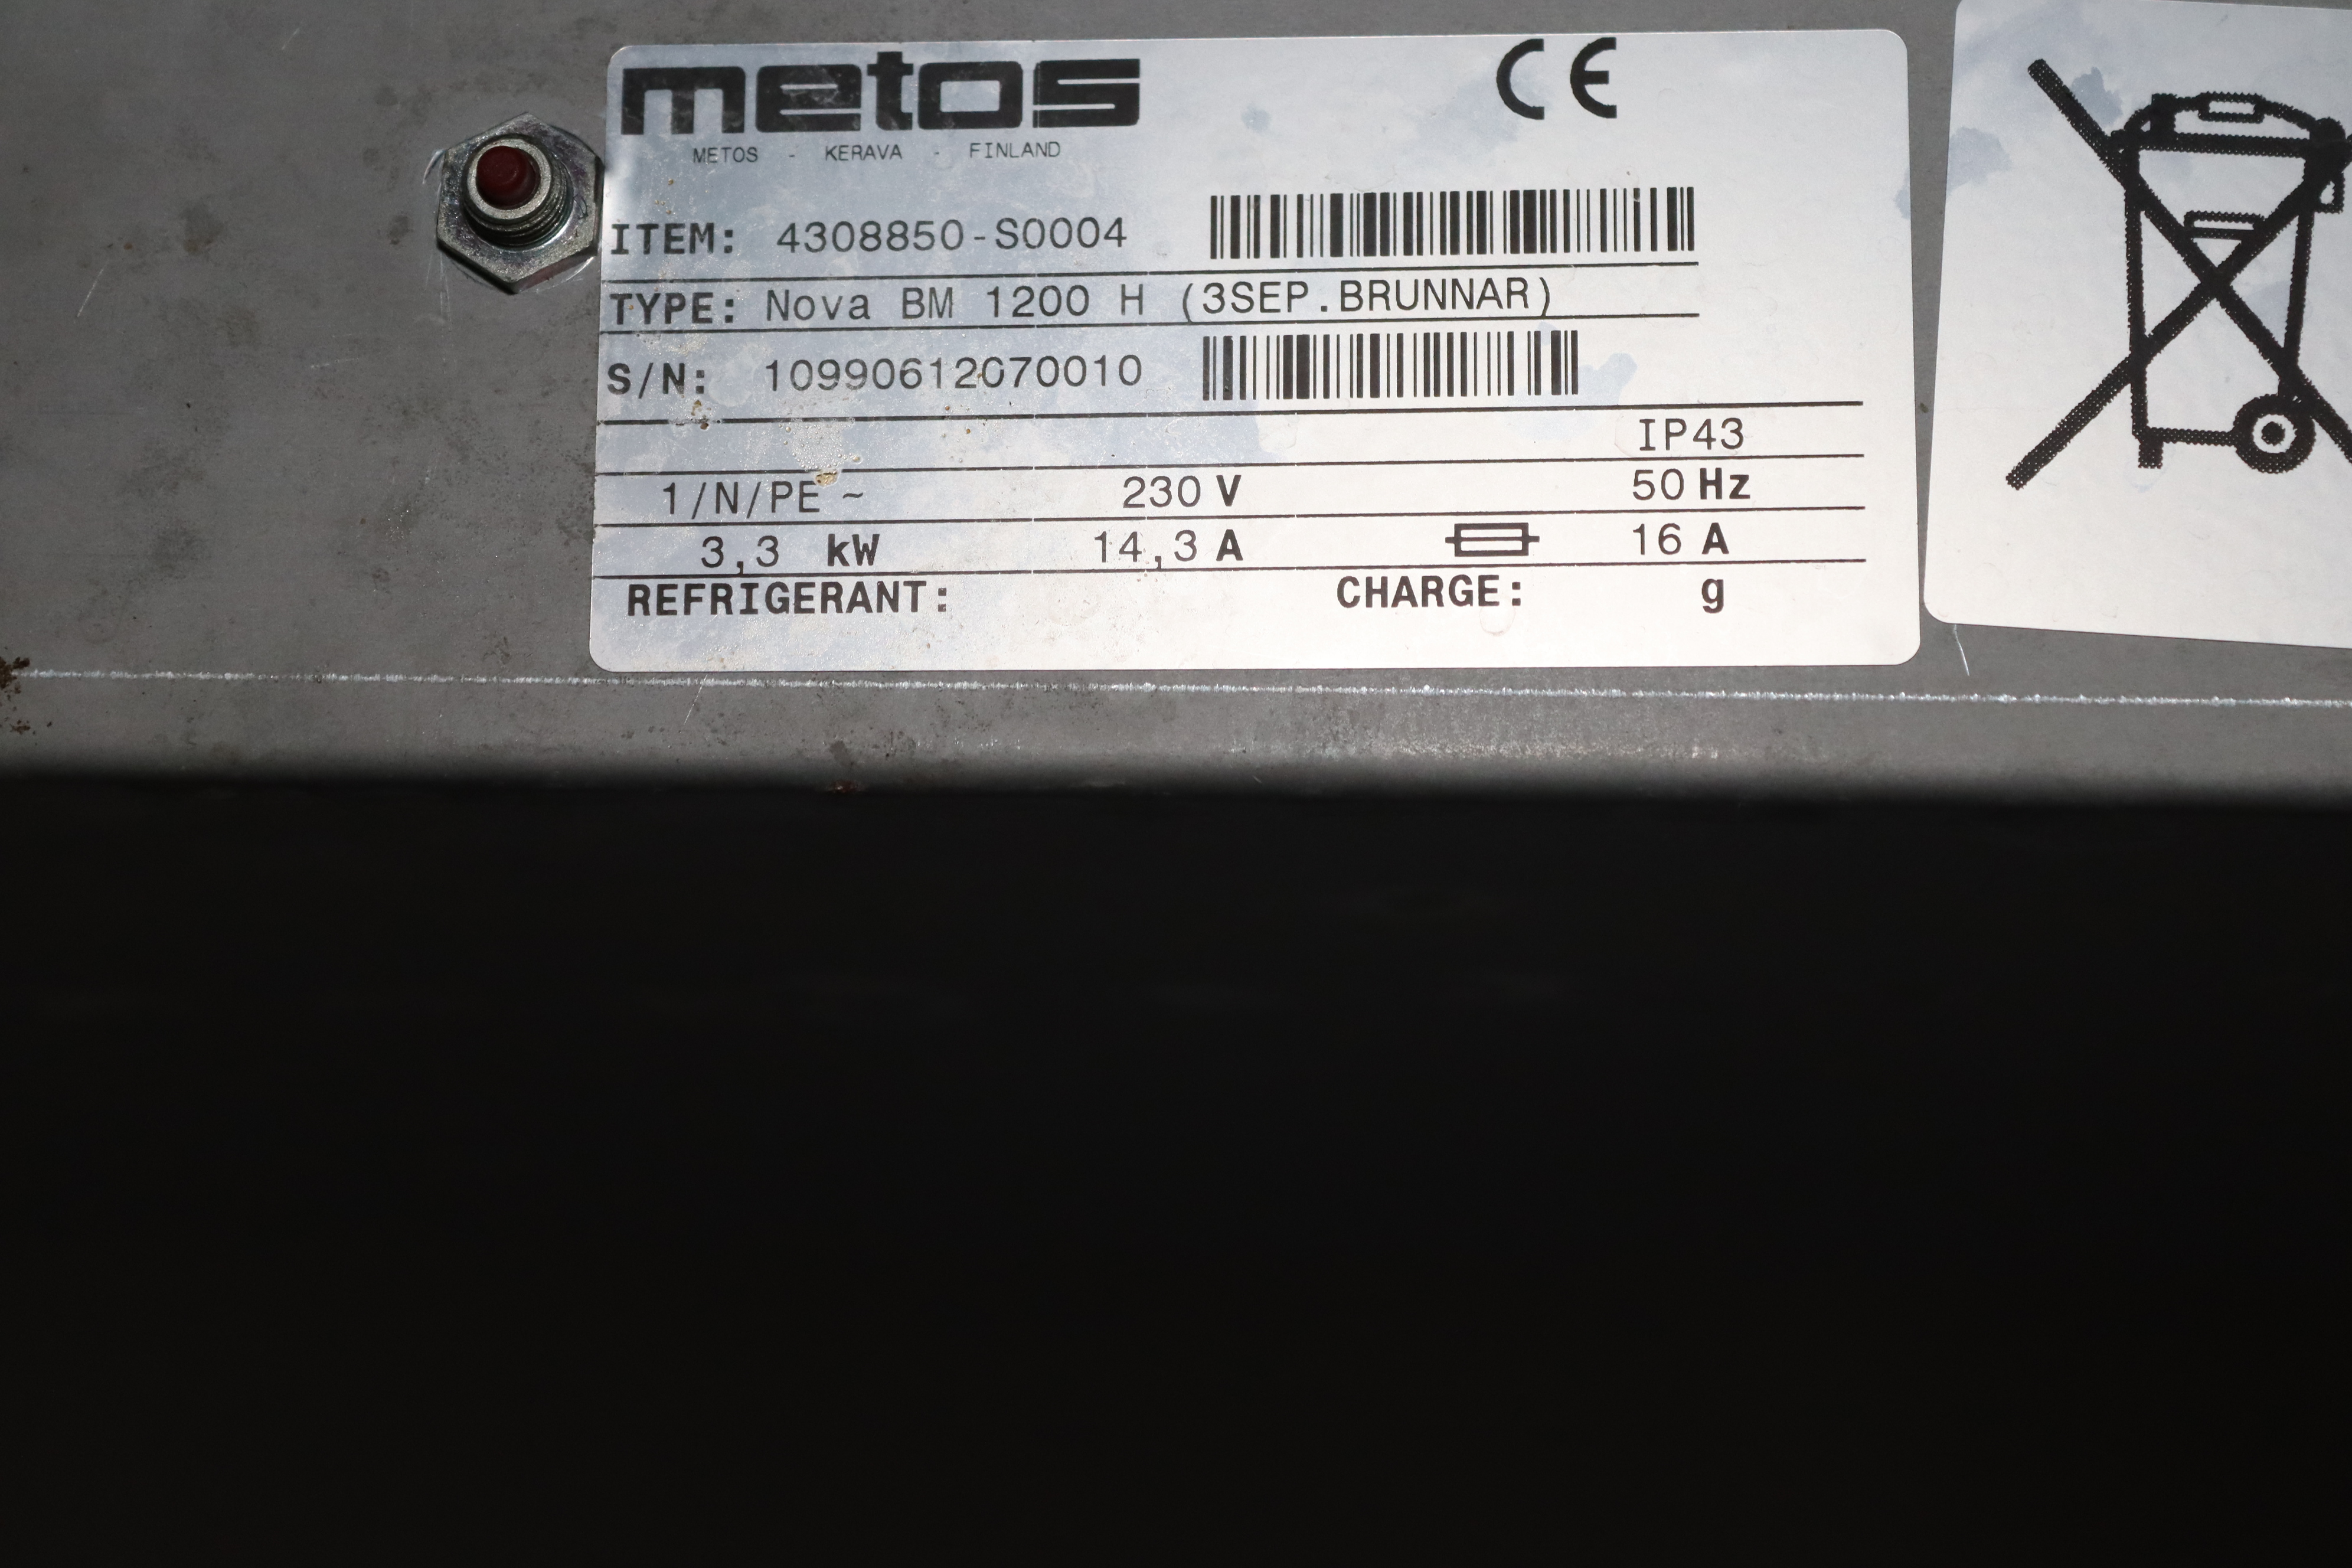 metos
CE
METOS - KERAVA - FINLAND
ITEM: 4308850-S0004
TYPE: Nova BM 1200 H (3SEP.BRUNNAR)
S/N: 10990612070010
IP43
1/N/PE ~ 230 V 50 Hz
3,3 kW 14,3 A 16 A
REFRIGERANT: CHARGE: g